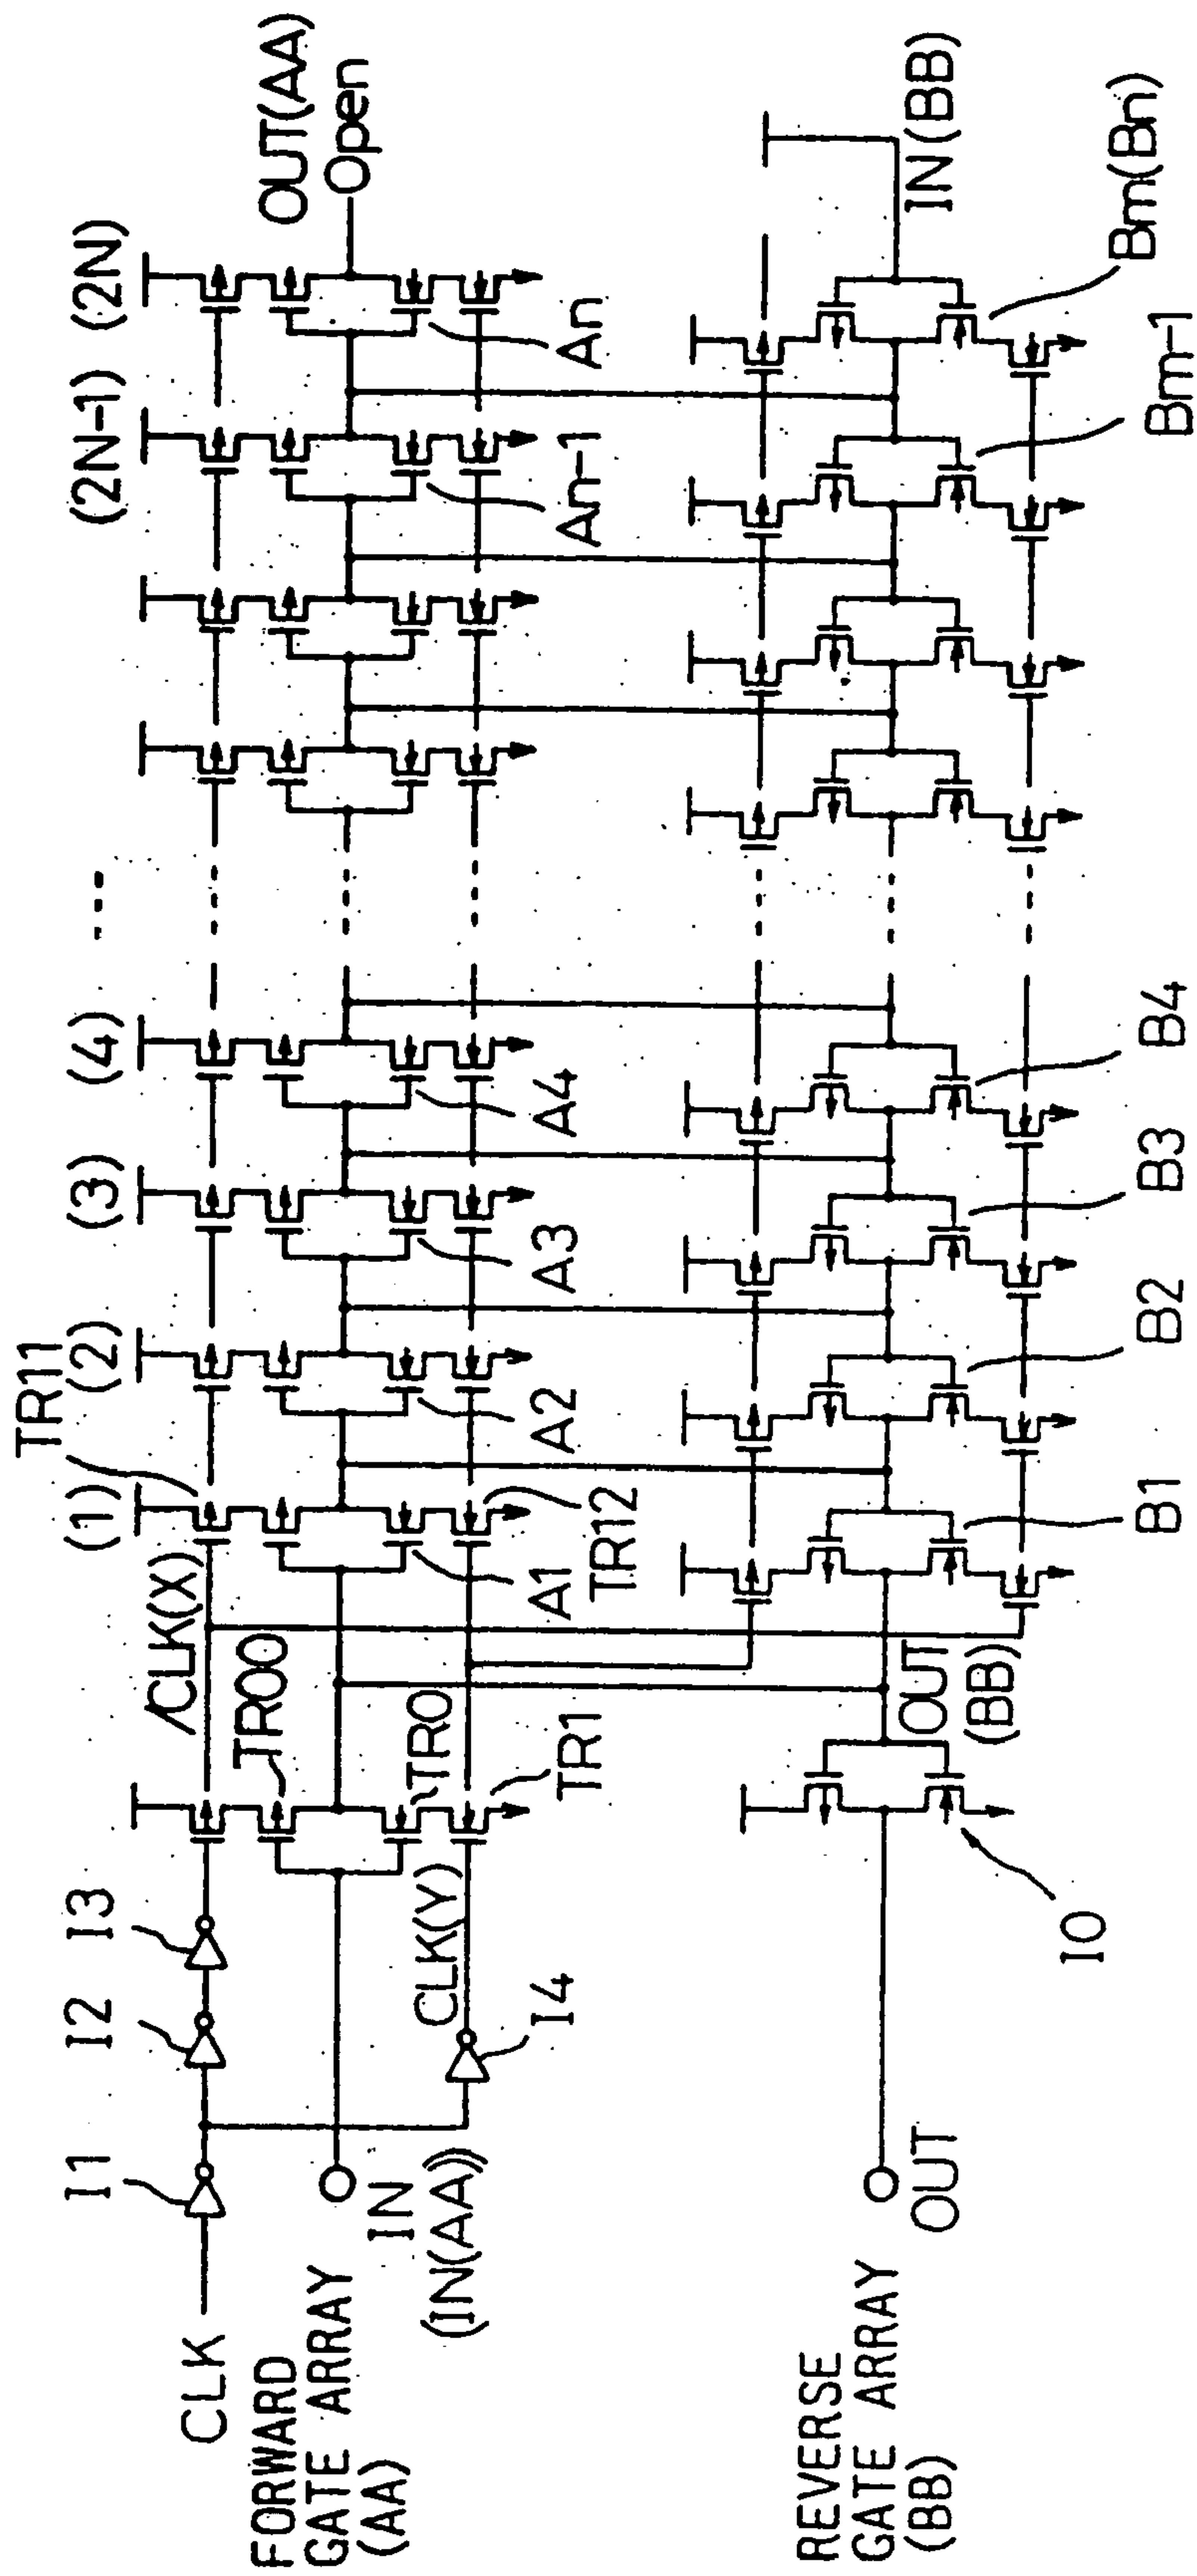 TR11
(1)
(2)
(3)
(4)
(2N-1)
(2N)
I1
I2
I3
/CLK(X)
CLK
TR00
OUT(AA)
Open
FORWARD
GATE ARRAY
(AA)
IN
(IN(AA))
CLK(Y)
TR0
I4
TR1
A1
TR12
A2
A3
A4
An-1
An
REVERSE
GATE ARRAY
(BB)
OUT
OUT
(BB)
IN(BB)
I0
B1
B2
B3
B4
Bm-1
Bm(Bn)